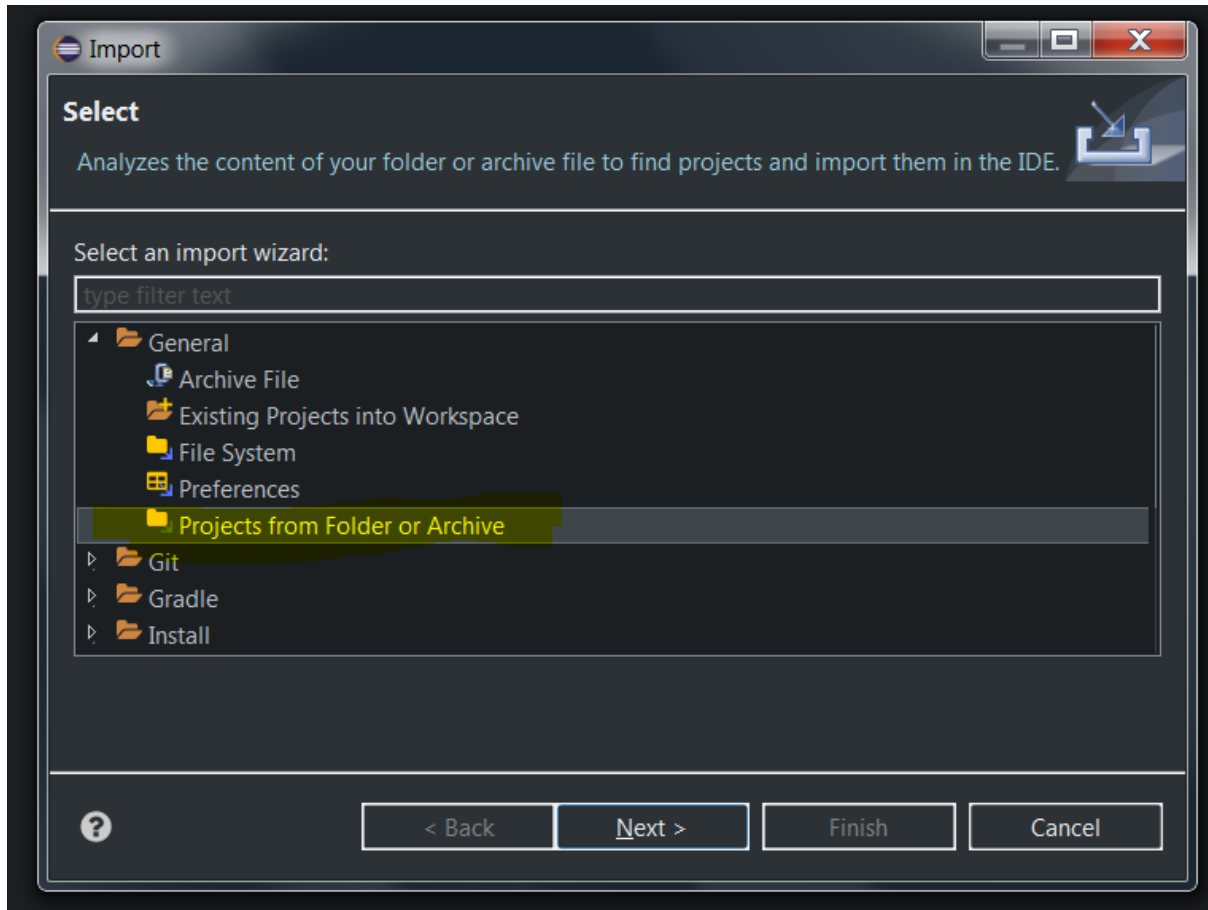 Import
X
Select
Analyzes the content of your folder or archive file to find projects and import them in the IDE.
Select an import wizard:
type filter text
General
Archive File
Existing Projects into Workspace
File System
Preferences
Projects from Folder or Archive
Git
Gradle
Install
?
< Back Next > Finish Cancel